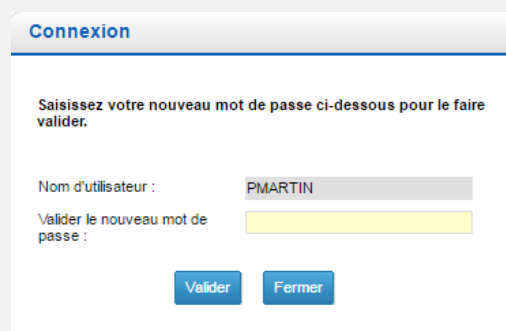 Connexion
Saisissez votre nouveau mot de passe ci-dessous pour le faire
valider.
Nom d'utilisateur :
PMARTIN
Valider le nouveau mot de
passe :
Valider
Fermer